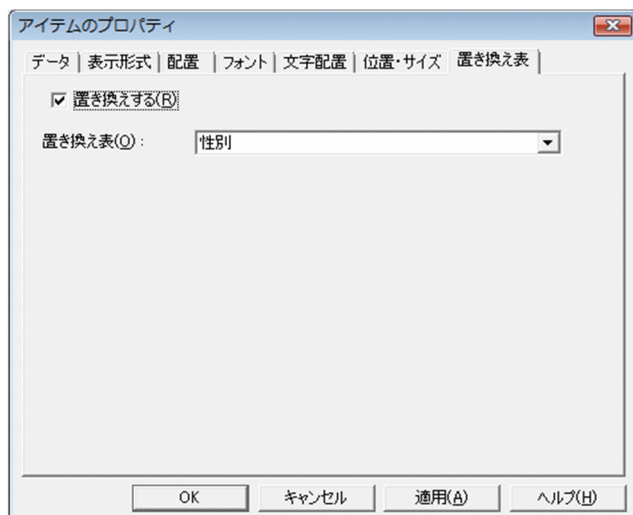 アイテムのプロパティ
データ 表示形式 配置 フォント 文字配置 位置・サイズ 置き換え表
置き換えする(R)
置き換え表(O): 性別
OK キャンセル 適用(A) ヘルプ(H)